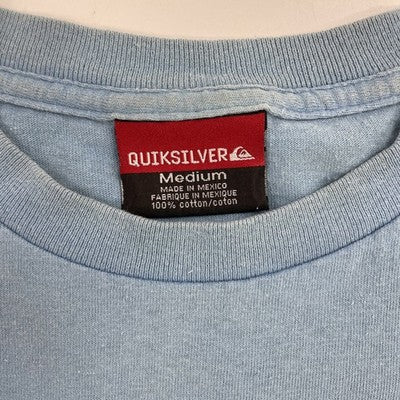 QUIKSILVER
Medium
MADE IN MEXICO
FABRIQUE IN MEXIQUE
100% cotton/coton